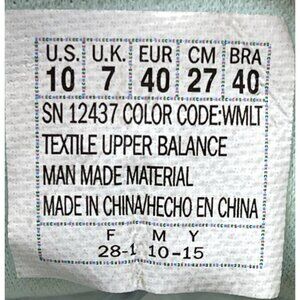 U.S. U.K. EUR CM BRA
10 7 40 27 40
SN 12437 COLOR CODE:WMLT
TEXTILE UPPER BALANCE
MAN MADE MATERIAL
MADE IN CHINA/HECHO EN CHINA
F M Y
28-1 10-15